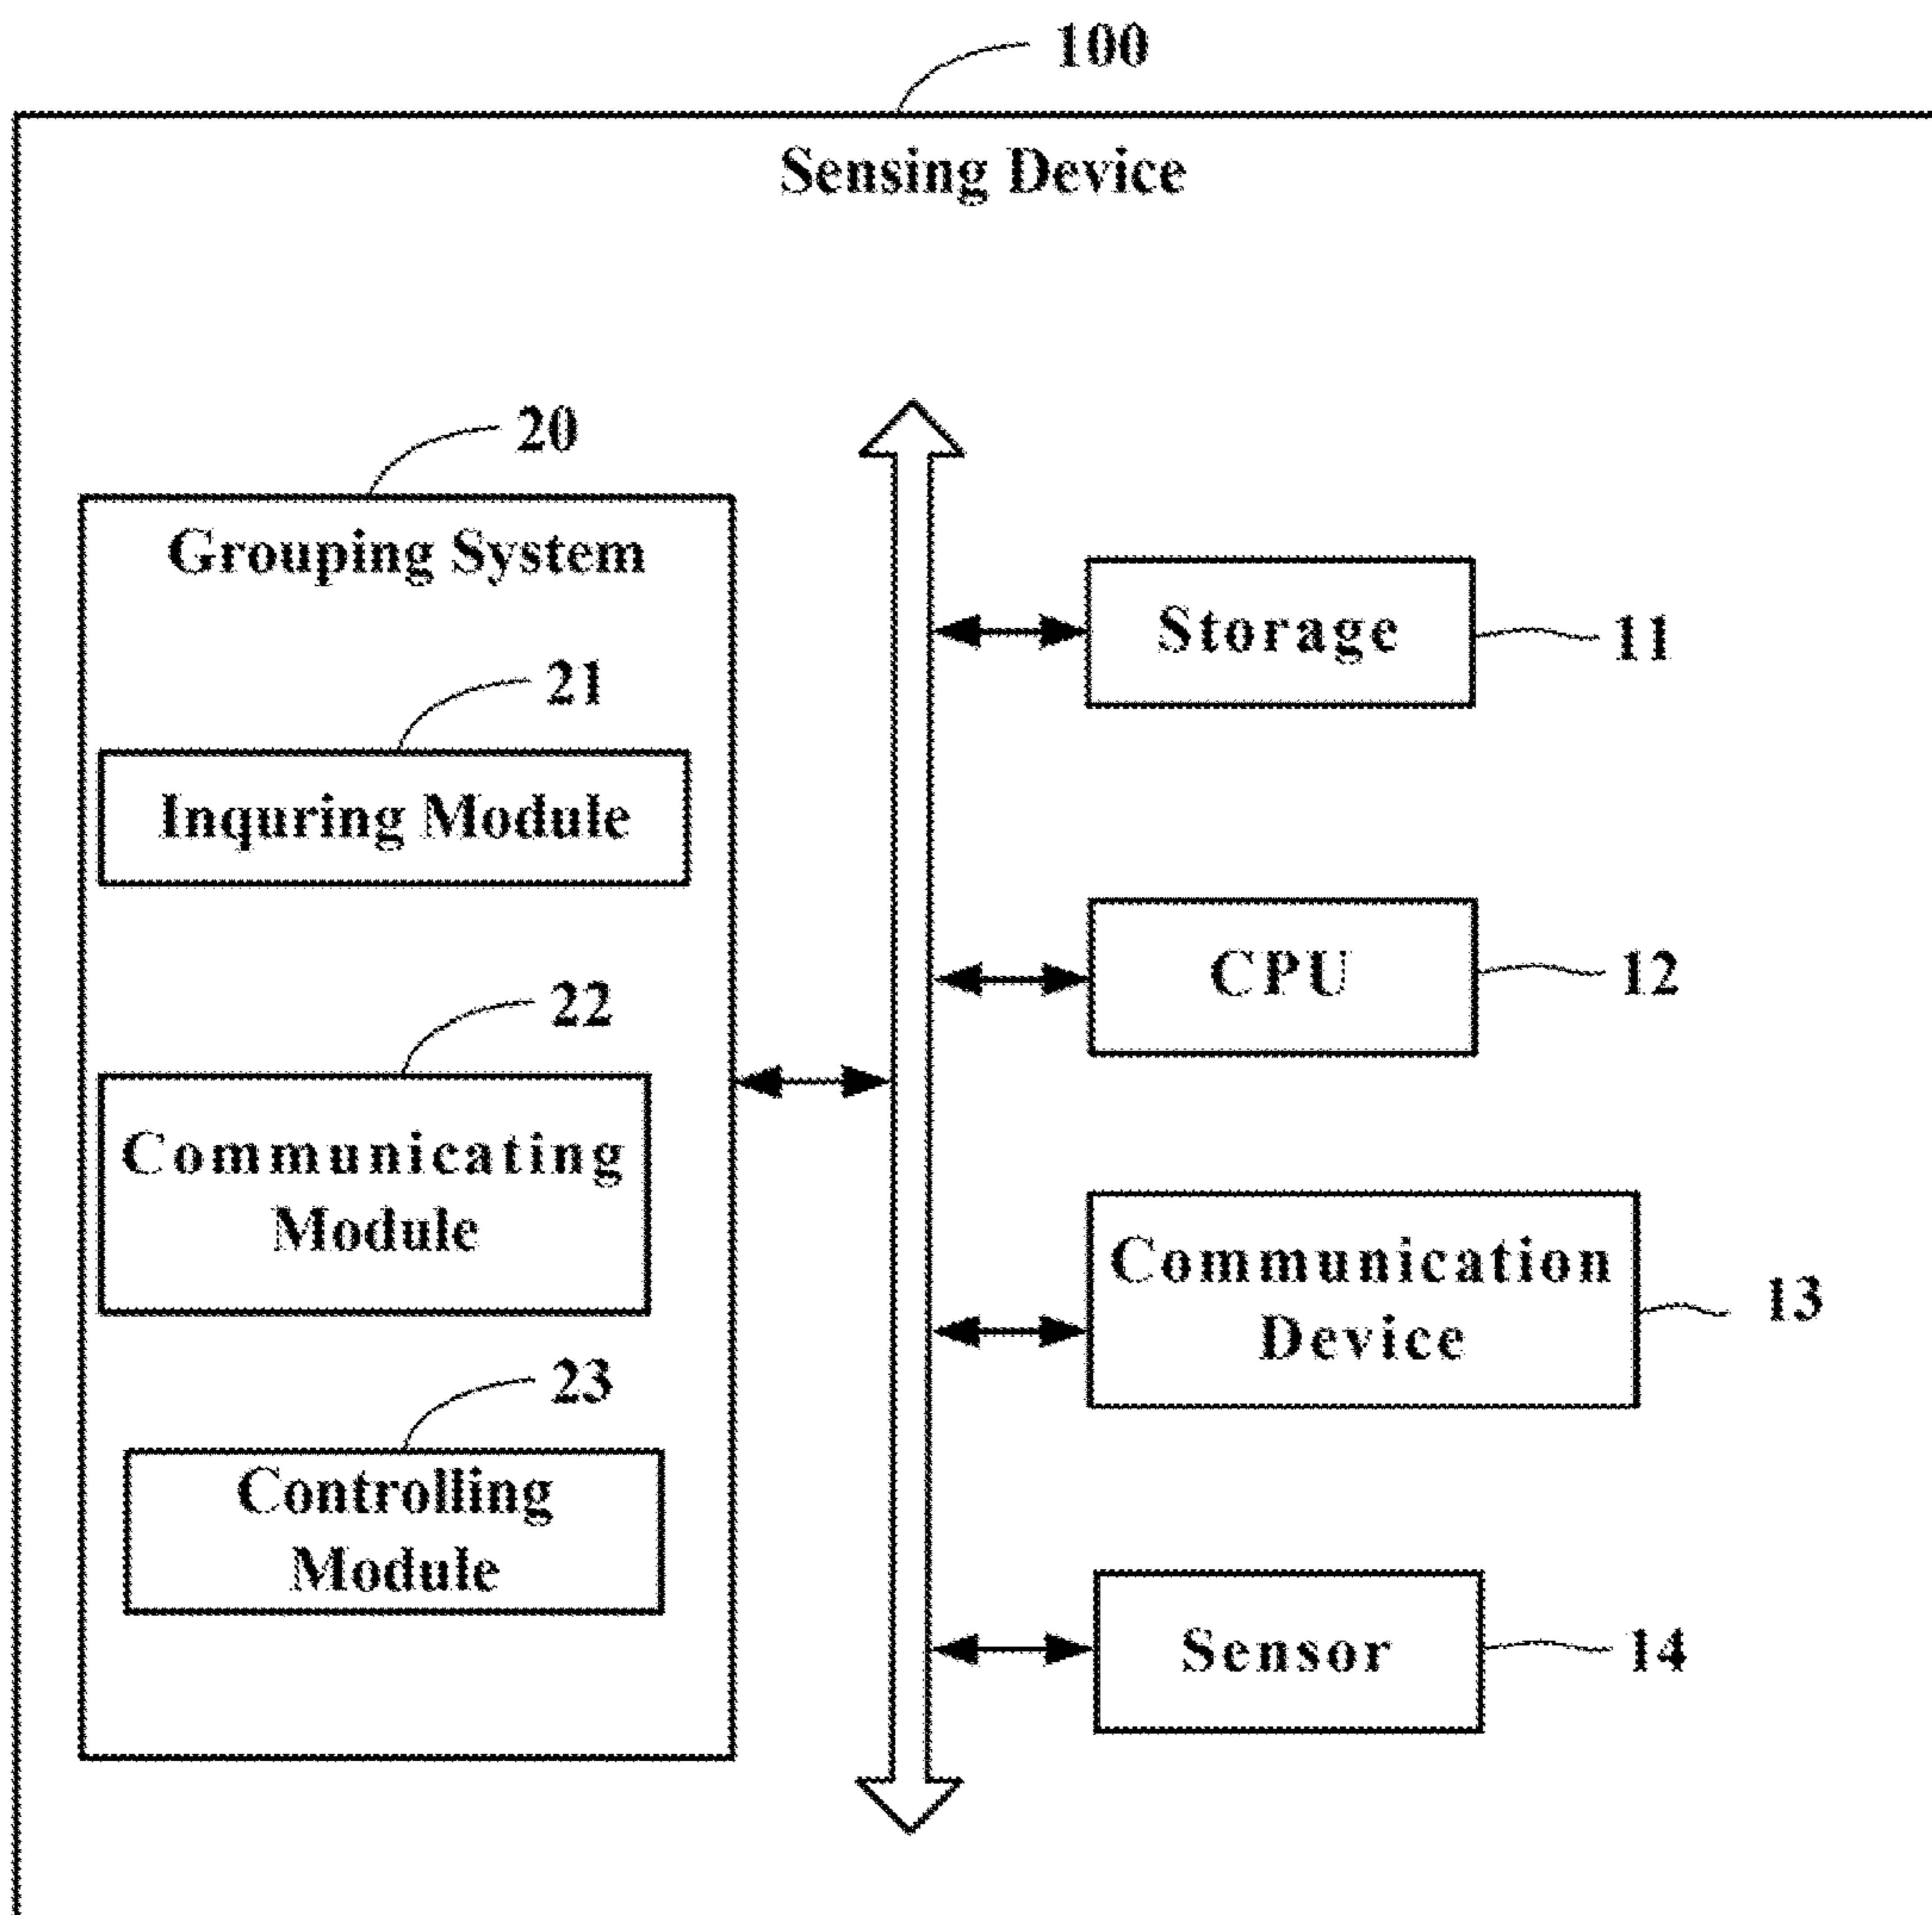 100
Sensing Device
20
Grouping System
21
Inquring Module
22
Communicating
Module
23
Controlling
Module
Storage
11
CPU
12
Communication
Device
13
Sensor
14